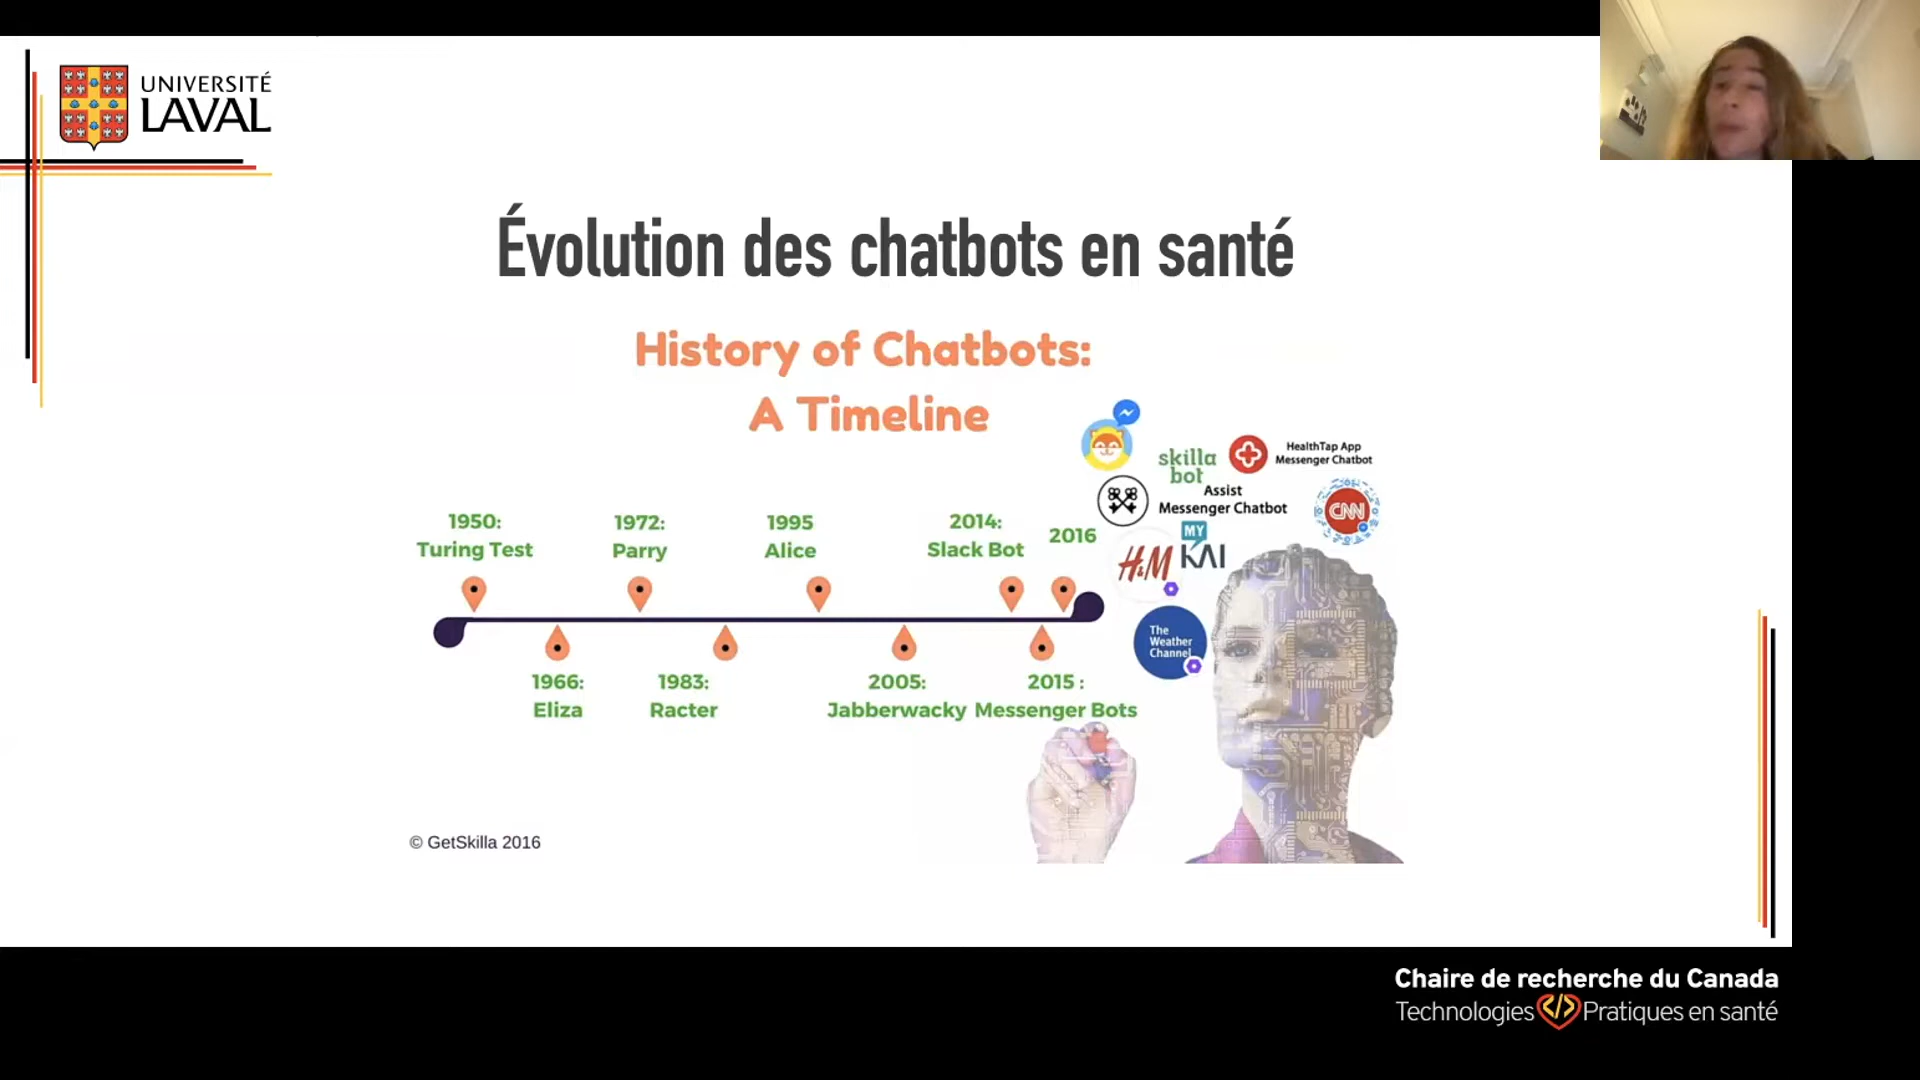 UNIVERSITÉ
LAVAL
Évolution des chatbots en santé
History of Chatbots:
A Timeline
skilla
bot
HealthTap App
Messenger Chatbot
Assist
Messenger Chatbot
CNN
H&M
MY
KAI
The
Weather
Channel
1950:
Turing Test
1972:
Parry
1995
Alice
2014:
Slack Bot
2016
1966:
Eliza
1983:
Racter
2005:
Jabberwacky
2015 :
Messenger Bots
© GetSkilla 2016
Chaire de recherche du Canada
Technologies </> Pratiques en santé